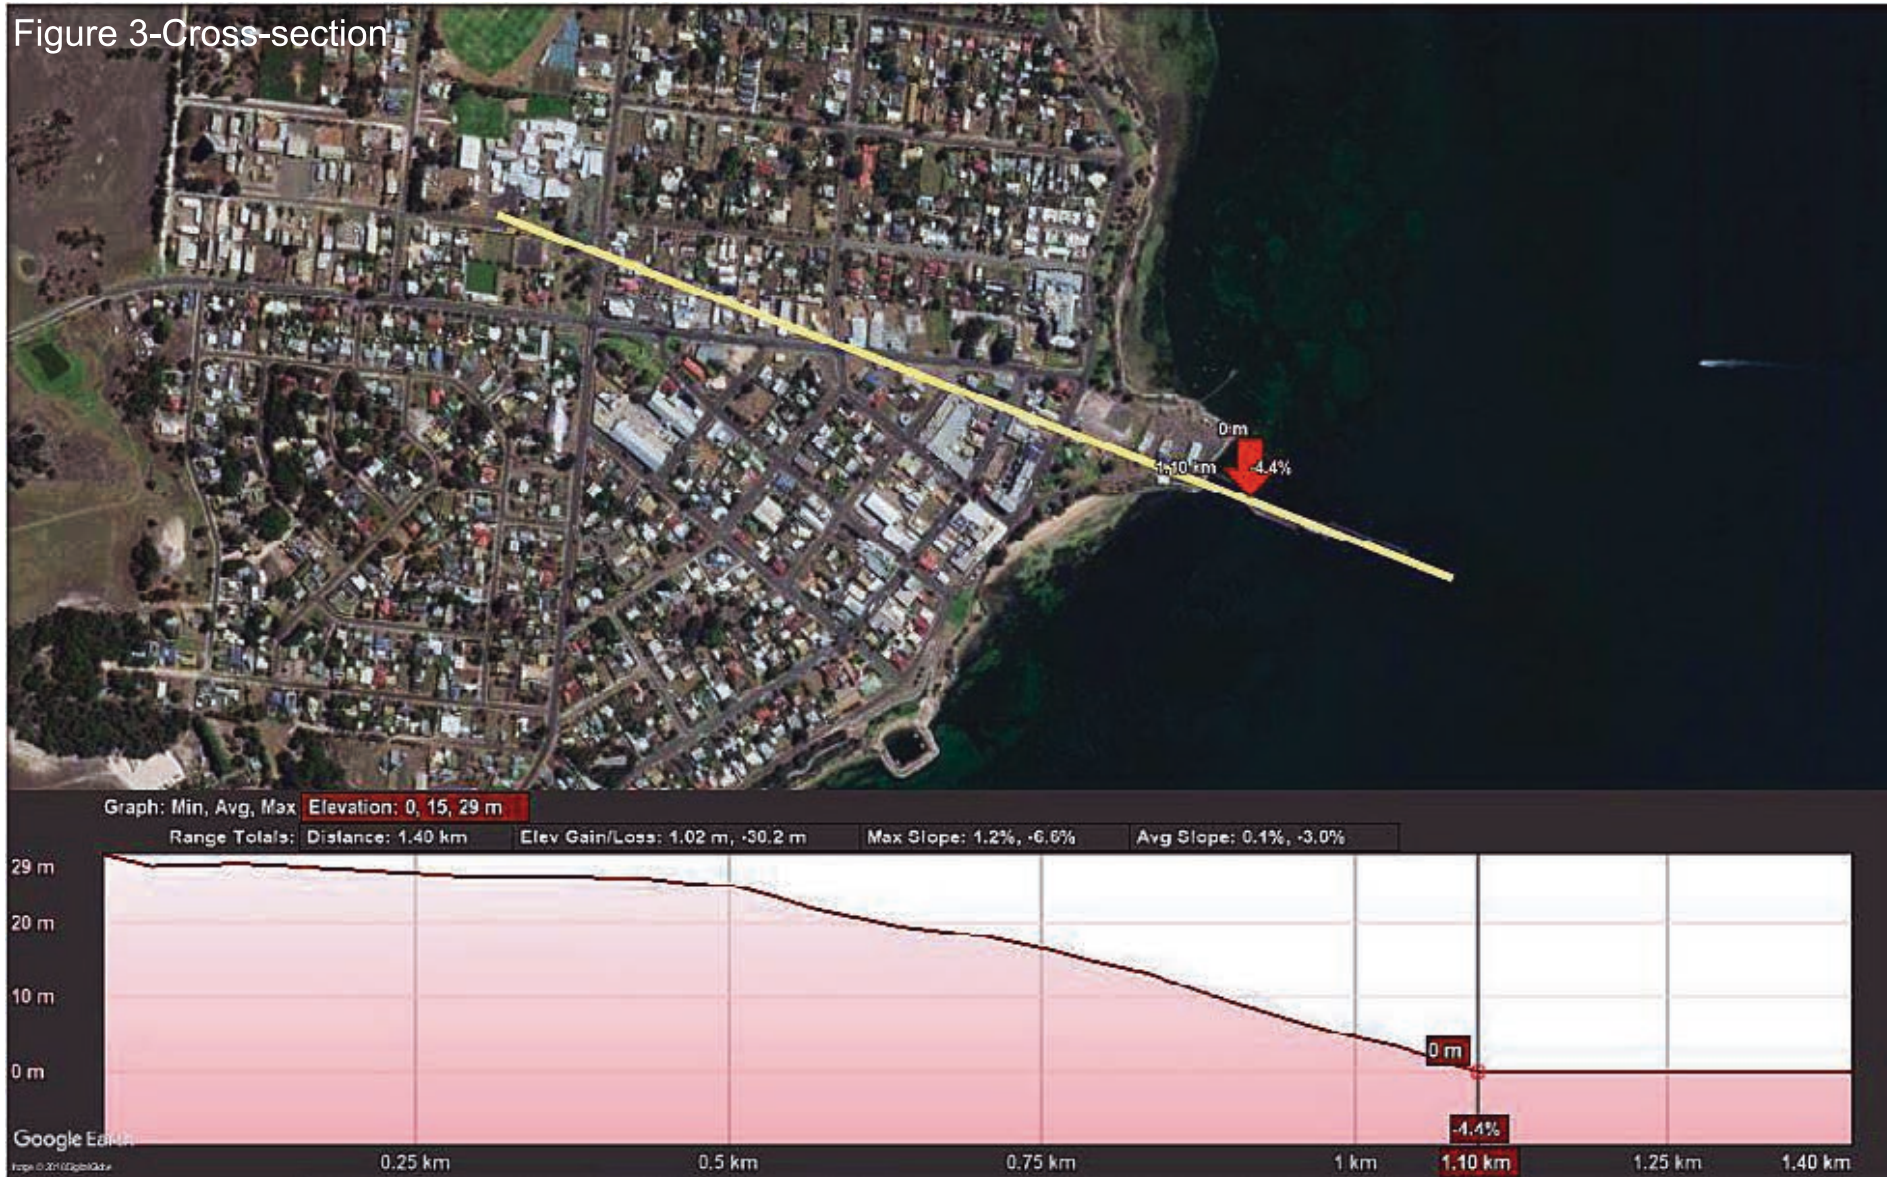 Figure 3-Cross-section
0 m
1.10 km -4.4%
Graph: Min, Avg, Max Elevation: 0, 15, 29 m
Range Totals: Distance: 1.40 km Elev Gain/Loss: 1.02 m, -30.2 m Max Slope: 1.2%, -6.6% Avg Slope: 0.1%, -3.0%
29 m
20 m
10 m
0 m
0 m
-4.4%
Google Earth
0.25 km 0.5 km 0.75 km 1 km 1.10 km 1.25 km 1.40 km